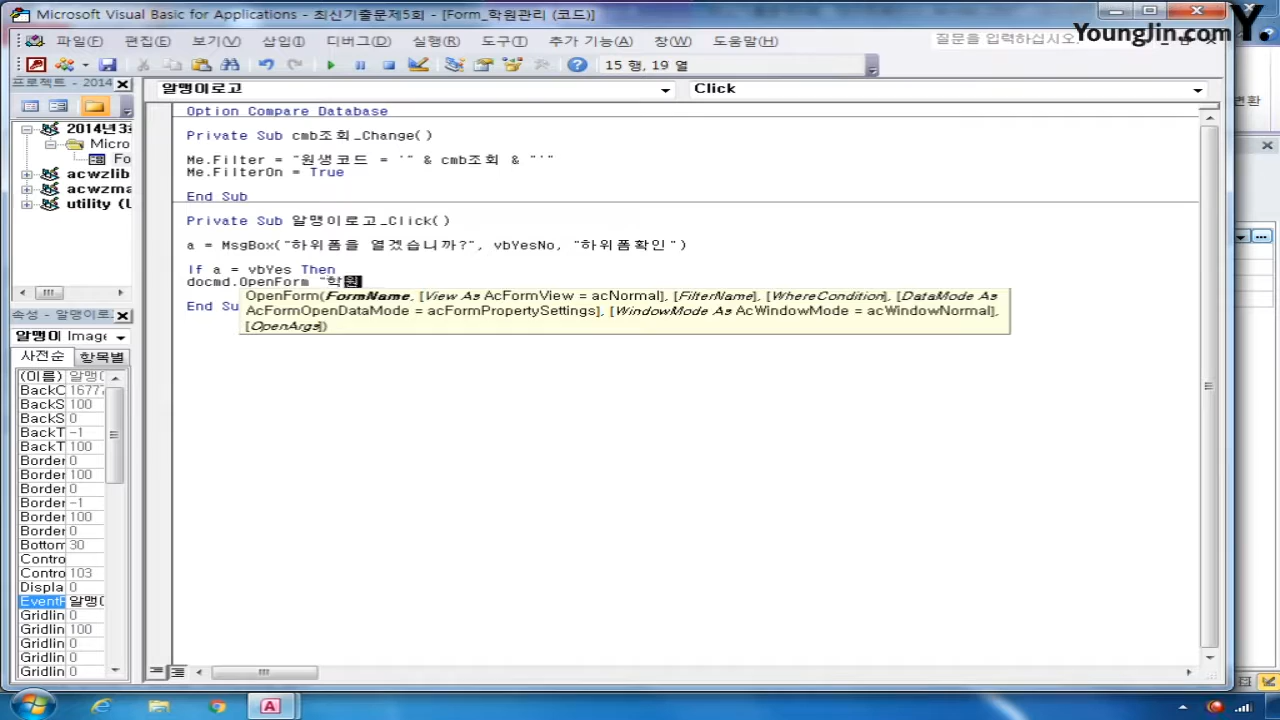 Microsoft Visual Basic for Applications - 최신기출문제5회 - [Form_학원관리 (코드)]
YoungJin.com Y.
파일(F) 편집(E) 보기(V) 삽입(I) 디버그(D) 실행(R) 도구(T) 추가 기능(A) 창(W) 도움말(H)
질문을 입력하십시오.
15 행, 19 열
프로젝트 - 2014
알맹이로고
Click
변환
2014년3
Micro
Fo
acwzlib
acwzma
utility (U
Option Compare Database
Private Sub cmb조회_Change()
Me.Filter = "원생코드 = '" & cmb조회 & "'"
Me.FilterOn = True
End Sub
Private Sub 알맹이로고_Click()
a = MsgBox("하위폼을 열겠습니까?", vbYesNo, "하위폼확인")
If a = vbYes Then
docmd.OpenForm "학원
OpenForm(FormName, [View As AcFormView = acNormal], [FilterName], [WhereCondition], [DataMode As
AcFormOpenDataMode = acFormPropertySettings], [WindowMode As AcWindowMode = acWindowNormal],
[OpenArgs])
End Su
속성 - 알맹이로
알맹이 Image
사전순 항목별
(이름) 알맹0
BackC 1677
BackS 100
BackS 0
BackT -1
BackT 100
Border 0
Border 100
Border 0
Border -1
Border 100
Border 0
Bottom 30
Contro
Contro 103
Displa 0
EventF 알맹0
Gridlin 0
Gridlin 100
Gridlin 0
Gridlin 0
Gridlin 0